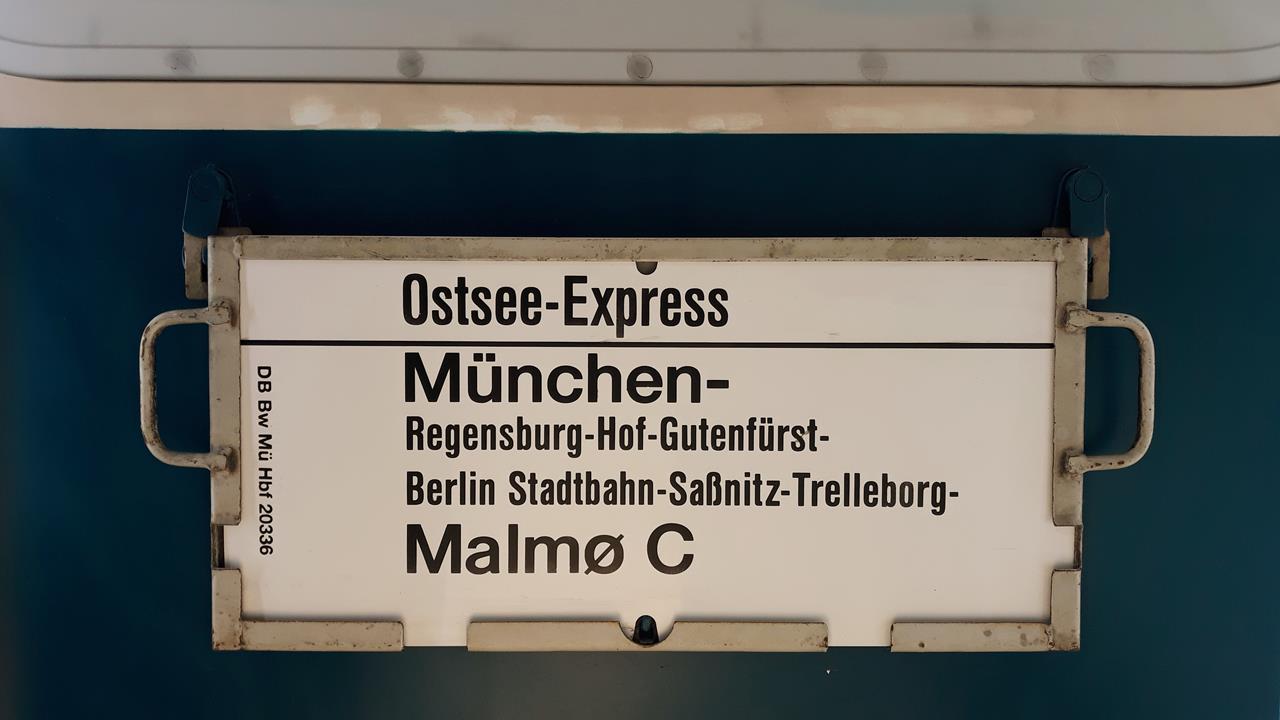 Ostsee-Express
München-
Regensburg-Hof-Gutenfürst-
Berlin Stadtbahn-Saßnitz-Trelleborg-
Malmø C
DB Bw Mü Hbf 20336